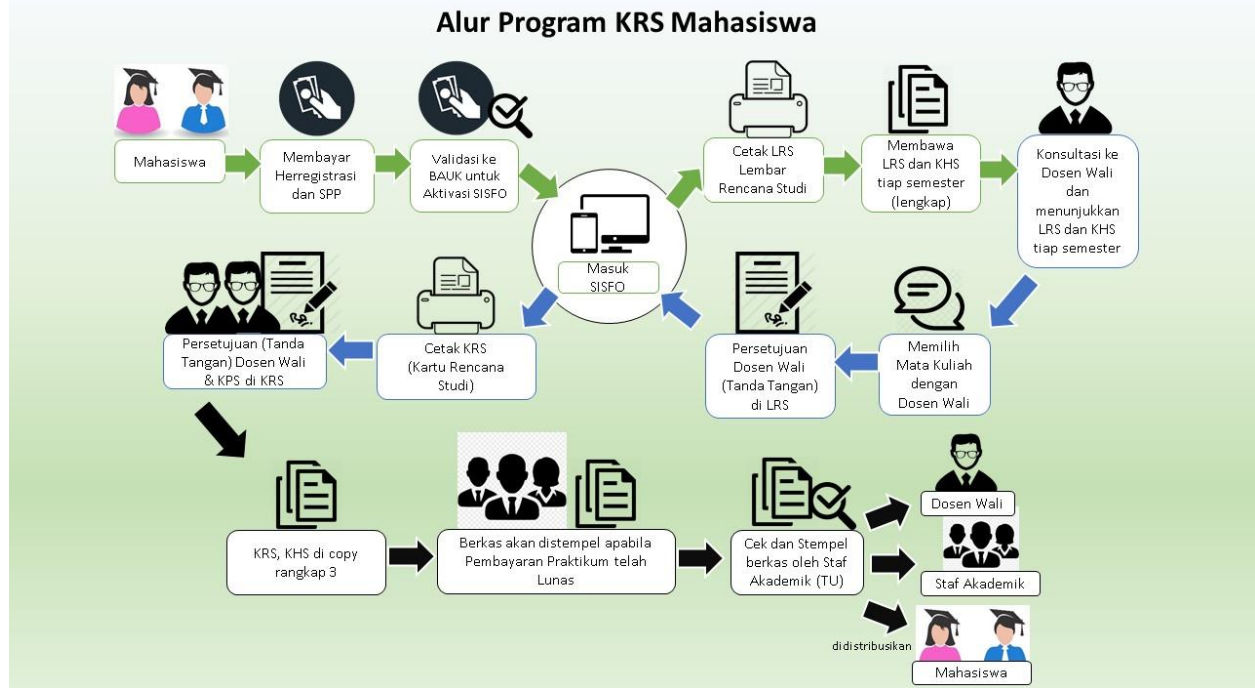 Alur Program KRS Mahasiswa
Mahasiswa
Membayar
Herregistrasi
dan SPP
Validasi ke
BAUK untuk
Aktivasi SISFO
Masuk
SISFO
Cetak LRS
Lembar
Rencana Studi
Membawa
LRS dan KHS
tiap semester
(lengkap)
Konsultasi ke
Dosen Wali
dan
menunjukkan
LRS dan KHS
tiap semester
Memilih
Mata Kuliah
dengan
Dosen Wali
Persetujuan
Dosen Wali
(Tanda Tangan)
di LRS
Cetak KRS
(Kartu Rencana
Studi)
Persetujuan (Tanda
Tangan) Dosen Wali
& KPS di KRS
KRS, KHS di copy
rangkap 3
Berkas akan distempel apabila
Pembayaran Praktikum telah
Lunas
Cek dan Stempel
berkas oleh Staf
Akademik (TU)
Dosen Wali
Staf Akademik
didistribusikan
Mahasiswa